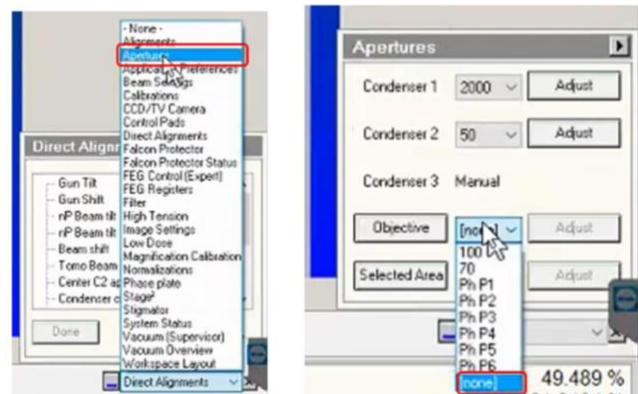 - None -
Alignments
Apertures
Application Preferences
Beam Settings
Calibrations
CCD/TV Camera
Control Pads
Direct Alignments
Falcon Protector
Falcon Protector Status
FEG Control (Expert)
FEG Registers
Filter
High Tension
Image Settings
Low Dose
Magnification Calibration
Normalizations
Phase plate
Stage²
Stigmator
System Status
Vacuum (Supervisor)
Vacuum Overview
Workspace Layout
Direct Alignments
Direct Alignm
Gun Tilt
Gun Shift
nP Beam tilt
nP Beam tilt
Beam shift
Tomo Beam
Center C2 ap
Condenser c
Done
Apertures
Condenser 1 2000 Adjust
Condenser 2 50 Adjust
Condenser 3 Manual
Objective [none] Adjust
Selected Area Adjust
100
70
Ph P1
Ph P2
Ph P3
Ph P4
Ph P5
Ph P6
[none]
49.489 %